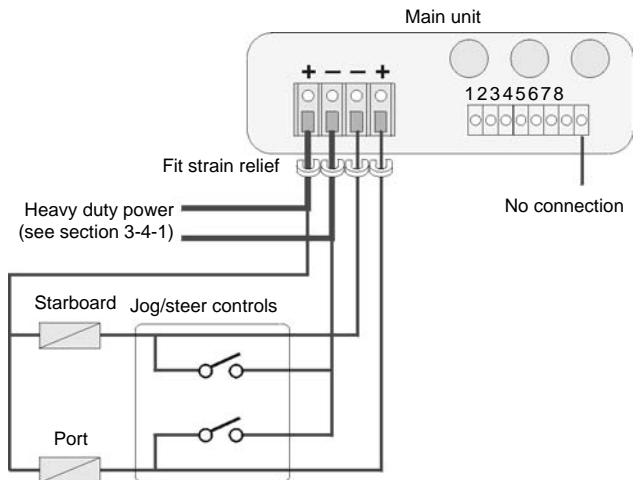 Main unit
+ − − +
12345678
Fit strain relief
Heavy duty power
(see section 3-4-1)
No connection
Starboard
Jog/steer controls
Port